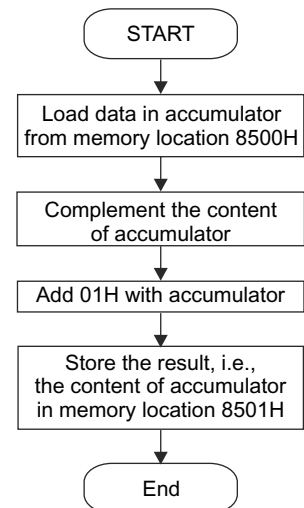 START
Load data in accumulator
from memory location 8500H
Complement the content
of accumulator
Add 01H with accumulator
Store the result, i.e.,
the content of accumulator
in memory location 8501H
End